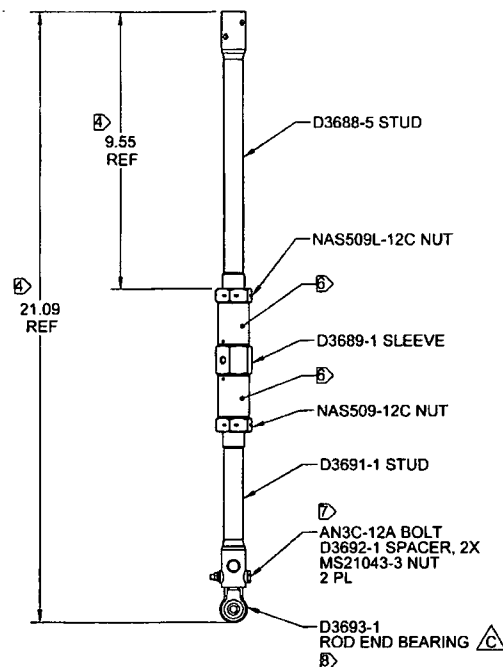 4
9.55
REF
4
21.09
REF
D3688-5 STUD
NAS509L-12C NUT
6
D3689-1 SLEEVE
6
NAS509-12C NUT
D3691-1 STUD
7
AN3C-12A BOLT
D3692-1 SPACER, 2X
MS21043-3 NUT
2 PL
D3693-1
ROD END BEARING C
8